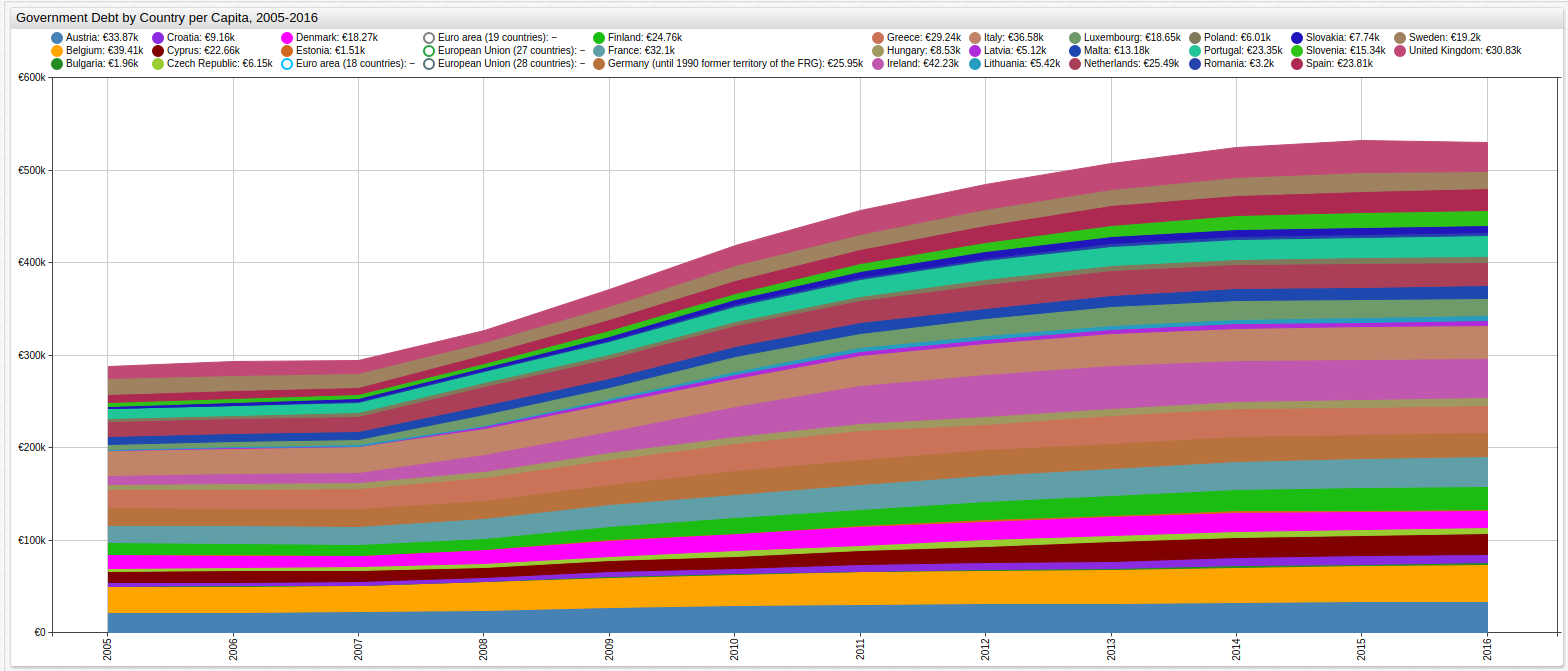 Government Debt by Country per Capita, 2005-2016
Austria: €33.87k Croatia: €9.16k Denmark: €18.27k Euro area (19 countries): − Finland: €24.76k Greece: €29.24k Italy: €36.58k Luxembourg: €18.65k Poland: €6.01k Slovakia: €7.74k Sweden: €19.2k
Belgium: €39.41k Cyprus: €22.66k Estonia: €1.51k European Union (27 countries): − France: €32.1k Hungary: €8.53k Latvia: €5.12k Malta: €13.18k Portugal: €23.35k Slovenia: €15.34k United Kingdom: €30.83k
Bulgaria: €1.96k Czech Republic: €6.15k Euro area (18 countries): − European Union (28 countries): − Germany (until 1990 former territory of the FRG): €25.95k Ireland: €42.23k Lithuania: €5.42k Netherlands: €25.49k Romania: €3.2k Spain: €23.81k
€600k
€500k
€400k
€300k
€200k
€100k
€0
2005 2006 2007 2008 2009 2010 2011 2012 2013 2014 2015 2016